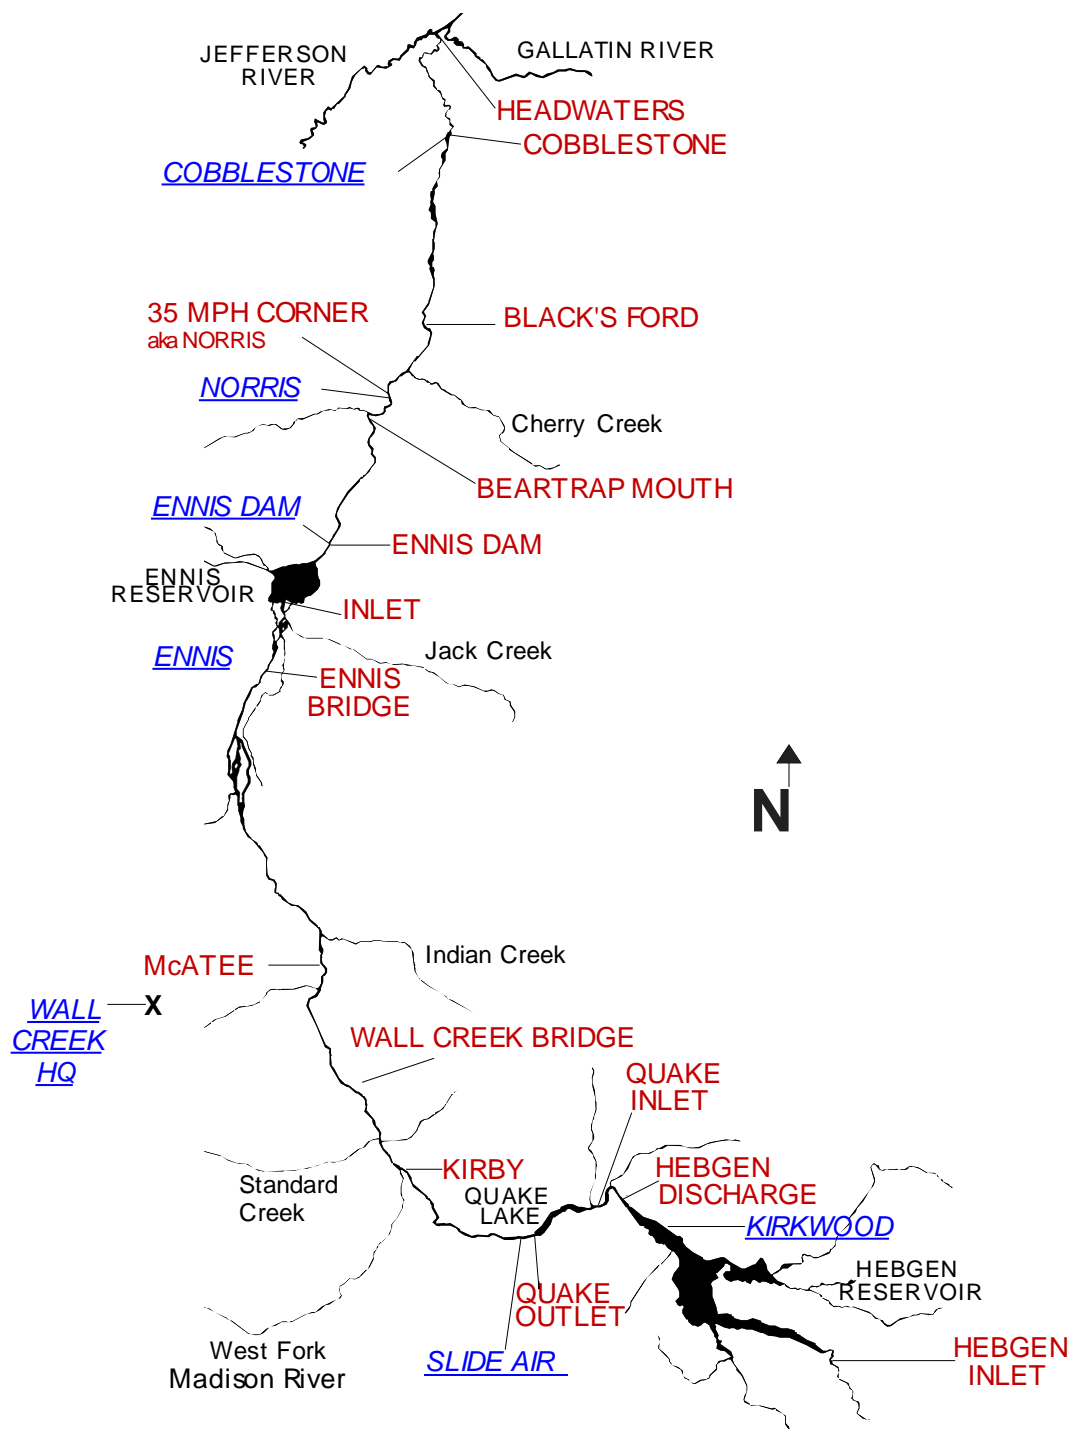 JEFFERSON
RIVER
GALLATIN RIVER
HEADWATERS
COBBLESTONE
COBBLESTONE
35 MPH CORNER
aka NORRIS
BLACK'S FORD
NORRIS
Cherry Creek
BEARTRAP MOUTH
ENNIS DAM
ENNIS DAM
ENNIS
RESERVOIR
INLET
ENNIS
Jack Creek
ENNIS
BRIDGE
N
McATEE
Indian Creek
WALL
CREEK
HQ
X
WALL CREEK BRIDGE
QUAKE
INLET
KIRBY
Standard
Creek
QUAKE
LAKE
HEBGEN
DISCHARGE
KIRKWOOD
HEBGEN
RESERVOIR
QUAKE
OUTLET
West Fork
Madison River
SLIDE AIR
HEBGEN
INLET